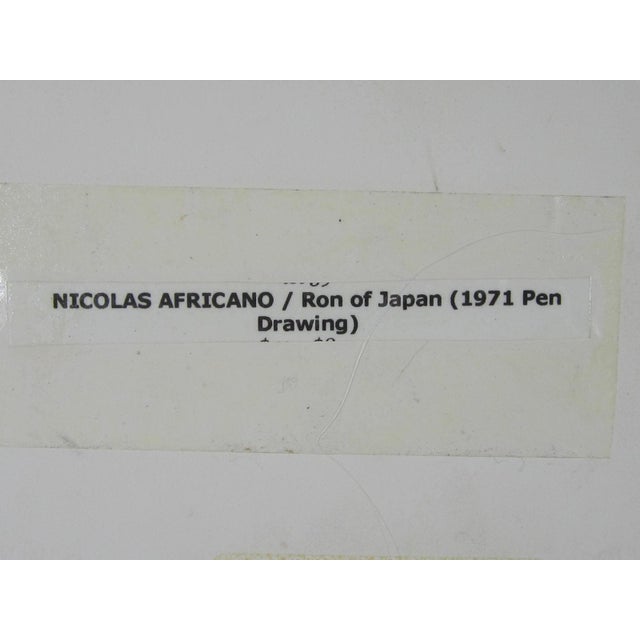 NICOLAS AFRICANO / Ron of Japan (1971 Pen
Drawing)